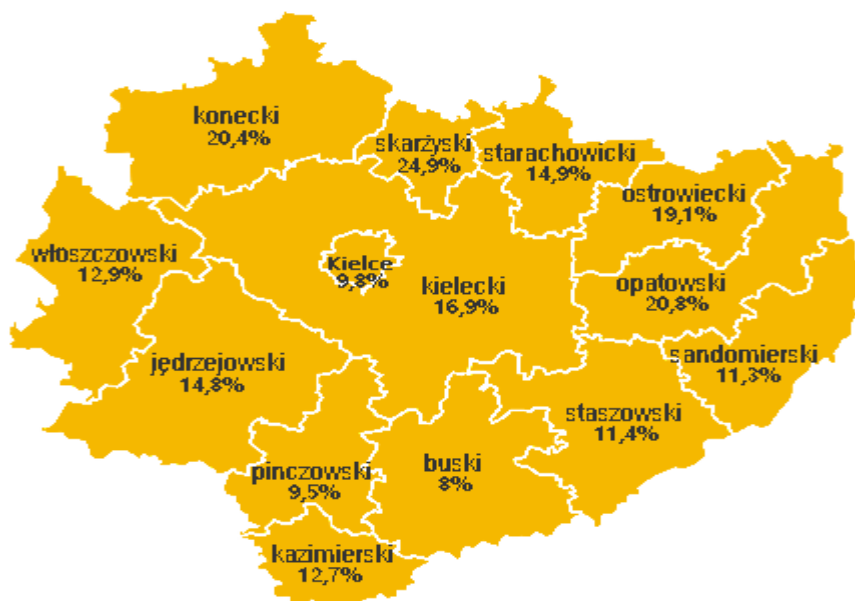 konecki
20,4%
skarżyski
24,9%
starachowicki
14,9%
ostrowiecki
19,1%
włoszczowski
12,9%
Kielce
9,8%
kielecki
16,9%
opatowski
20,8%
jędrzejowski
14,8%
sandomierski
11,3%
staszowski
11,4%
pinczowski
9,5%
buski
8%
kazimierski
12,7%